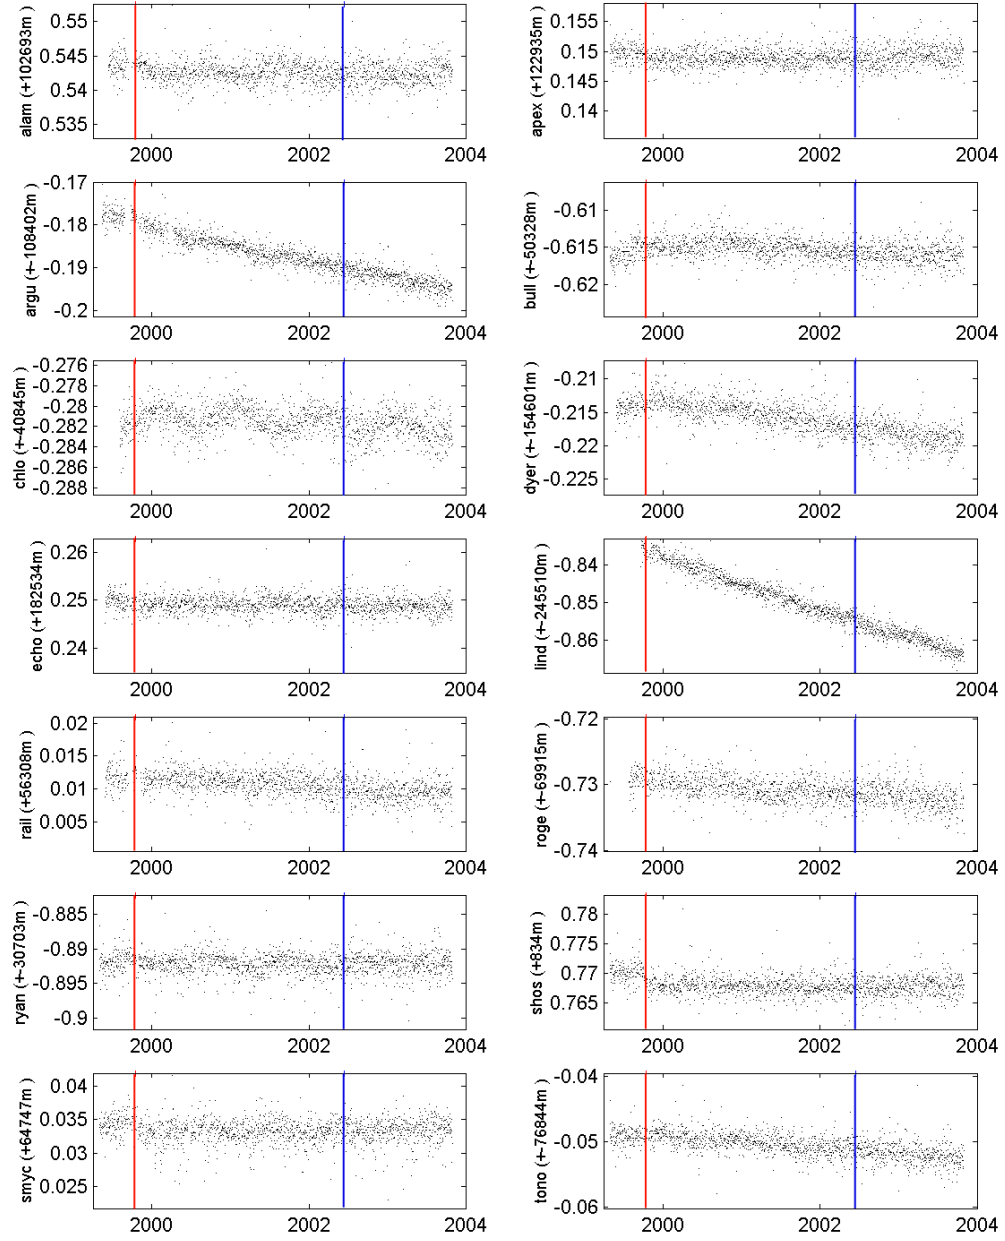 0.55
0.545
0.54
0.535
alam (+102693m)
2000 2002 2004
0.155
0.15
0.145
0.14
apex (+122935m)
2000 2002 2004
-0.17
-0.18
-0.19
-0.2
argu (+-108402m )
2000 2002 2004
-0.61
-0.615
-0.62
bull (+-50328m )
2000 2002 2004
-0.276
-0.278
-0.28
-0.282
-0.284
-0.286
-0.288
chlo (+-40845m)
2000 2002 2004
-0.21
-0.215
-0.22
-0.225
dyer (+-154601m )
2000 2002 2004
0.26
0.25
0.24
echo (+182534m )
2000 2002 2004
-0.84
-0.85
-0.86
lind (+-245510m )
2000 2002 2004
0.02
0.015
0.01
0.005
rail (+56308m )
2000 2002 2004
-0.72
-0.73
-0.74
roge (+-69915m )
2000 2002 2004
-0.885
-0.89
-0.895
-0.9
ryan (+-30703m )
2000 2002 2004
0.78
0.775
0.77
0.765
shos (+834m )
2000 2002 2004
0.04
0.035
0.03
0.025
smyc (+64747m )
2000 2002 2004
-0.04
-0.05
-0.06
tono (+-76844m )
2000 2002 2004